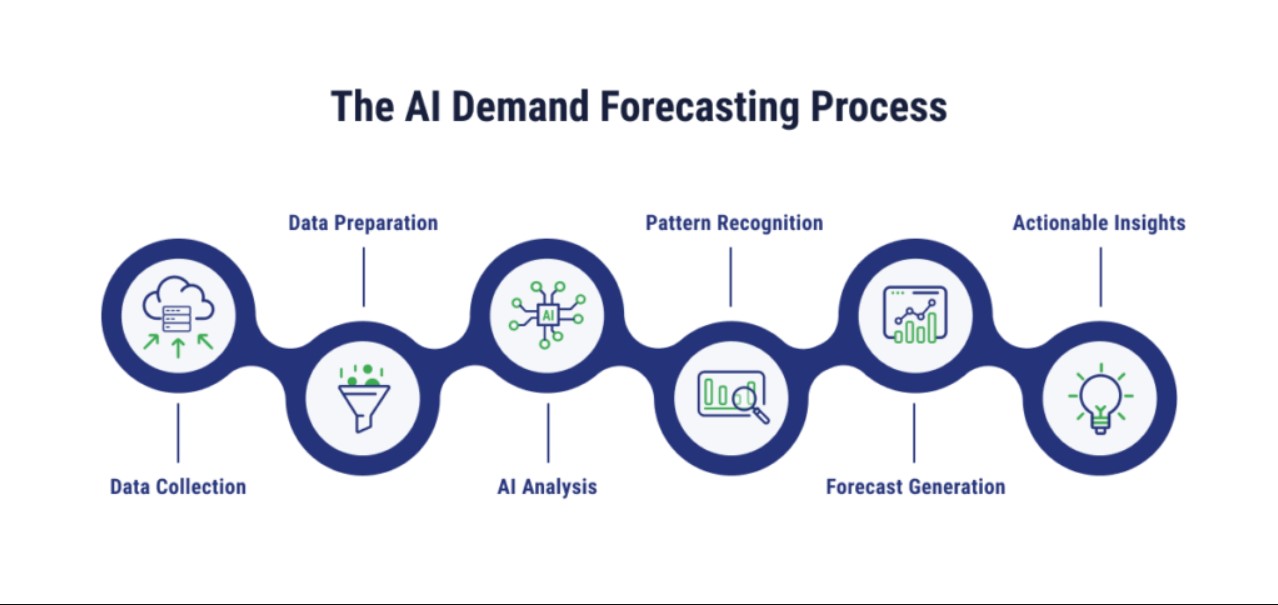 The AI Demand Forecasting Process
Data Preparation
Pattern Recognition
Actionable Insights
AI
Data Collection
AI Analysis
Forecast Generation